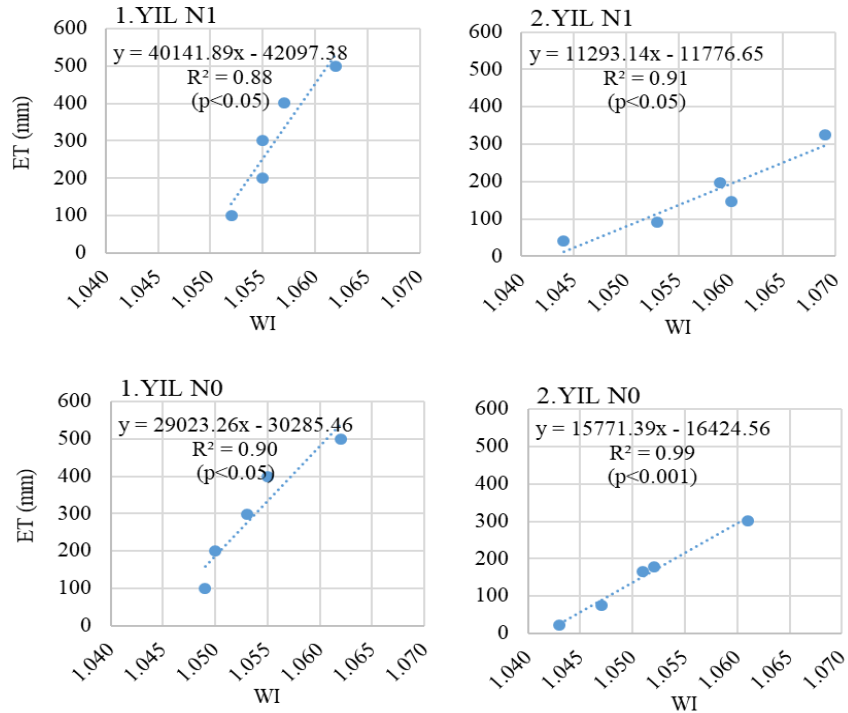 1.YIL N1
y = 40141.89x - 42097.38
R² = 0.88
(p<0.05)
600
500
400
300
200
100
0
ET (mm)
1.040
1.045
1.050
1.055
1.060
1.065
1.070
WI
2.YIL N1
y = 11293.14x - 11776.65
R² = 0.91
(p<0.05)
600
500
400
300
200
100
0
1.040
1.045
1.050
1.055
1.060
1.065
1.070
WI
1.YIL N0
y = 29023.26x - 30285.46
R² = 0.90
(p<0.05)
600
500
400
300
200
100
0
ET (mm)
1.040
1.045
1.050
1.055
1.060
1.065
1.070
WI
2.YIL N0
y = 15771.39x - 16424.56
R² = 0.99
(p<0.001)
600
500
400
300
200
100
0
1.040
1.045
1.050
1.055
1.060
1.065
1.070
WI